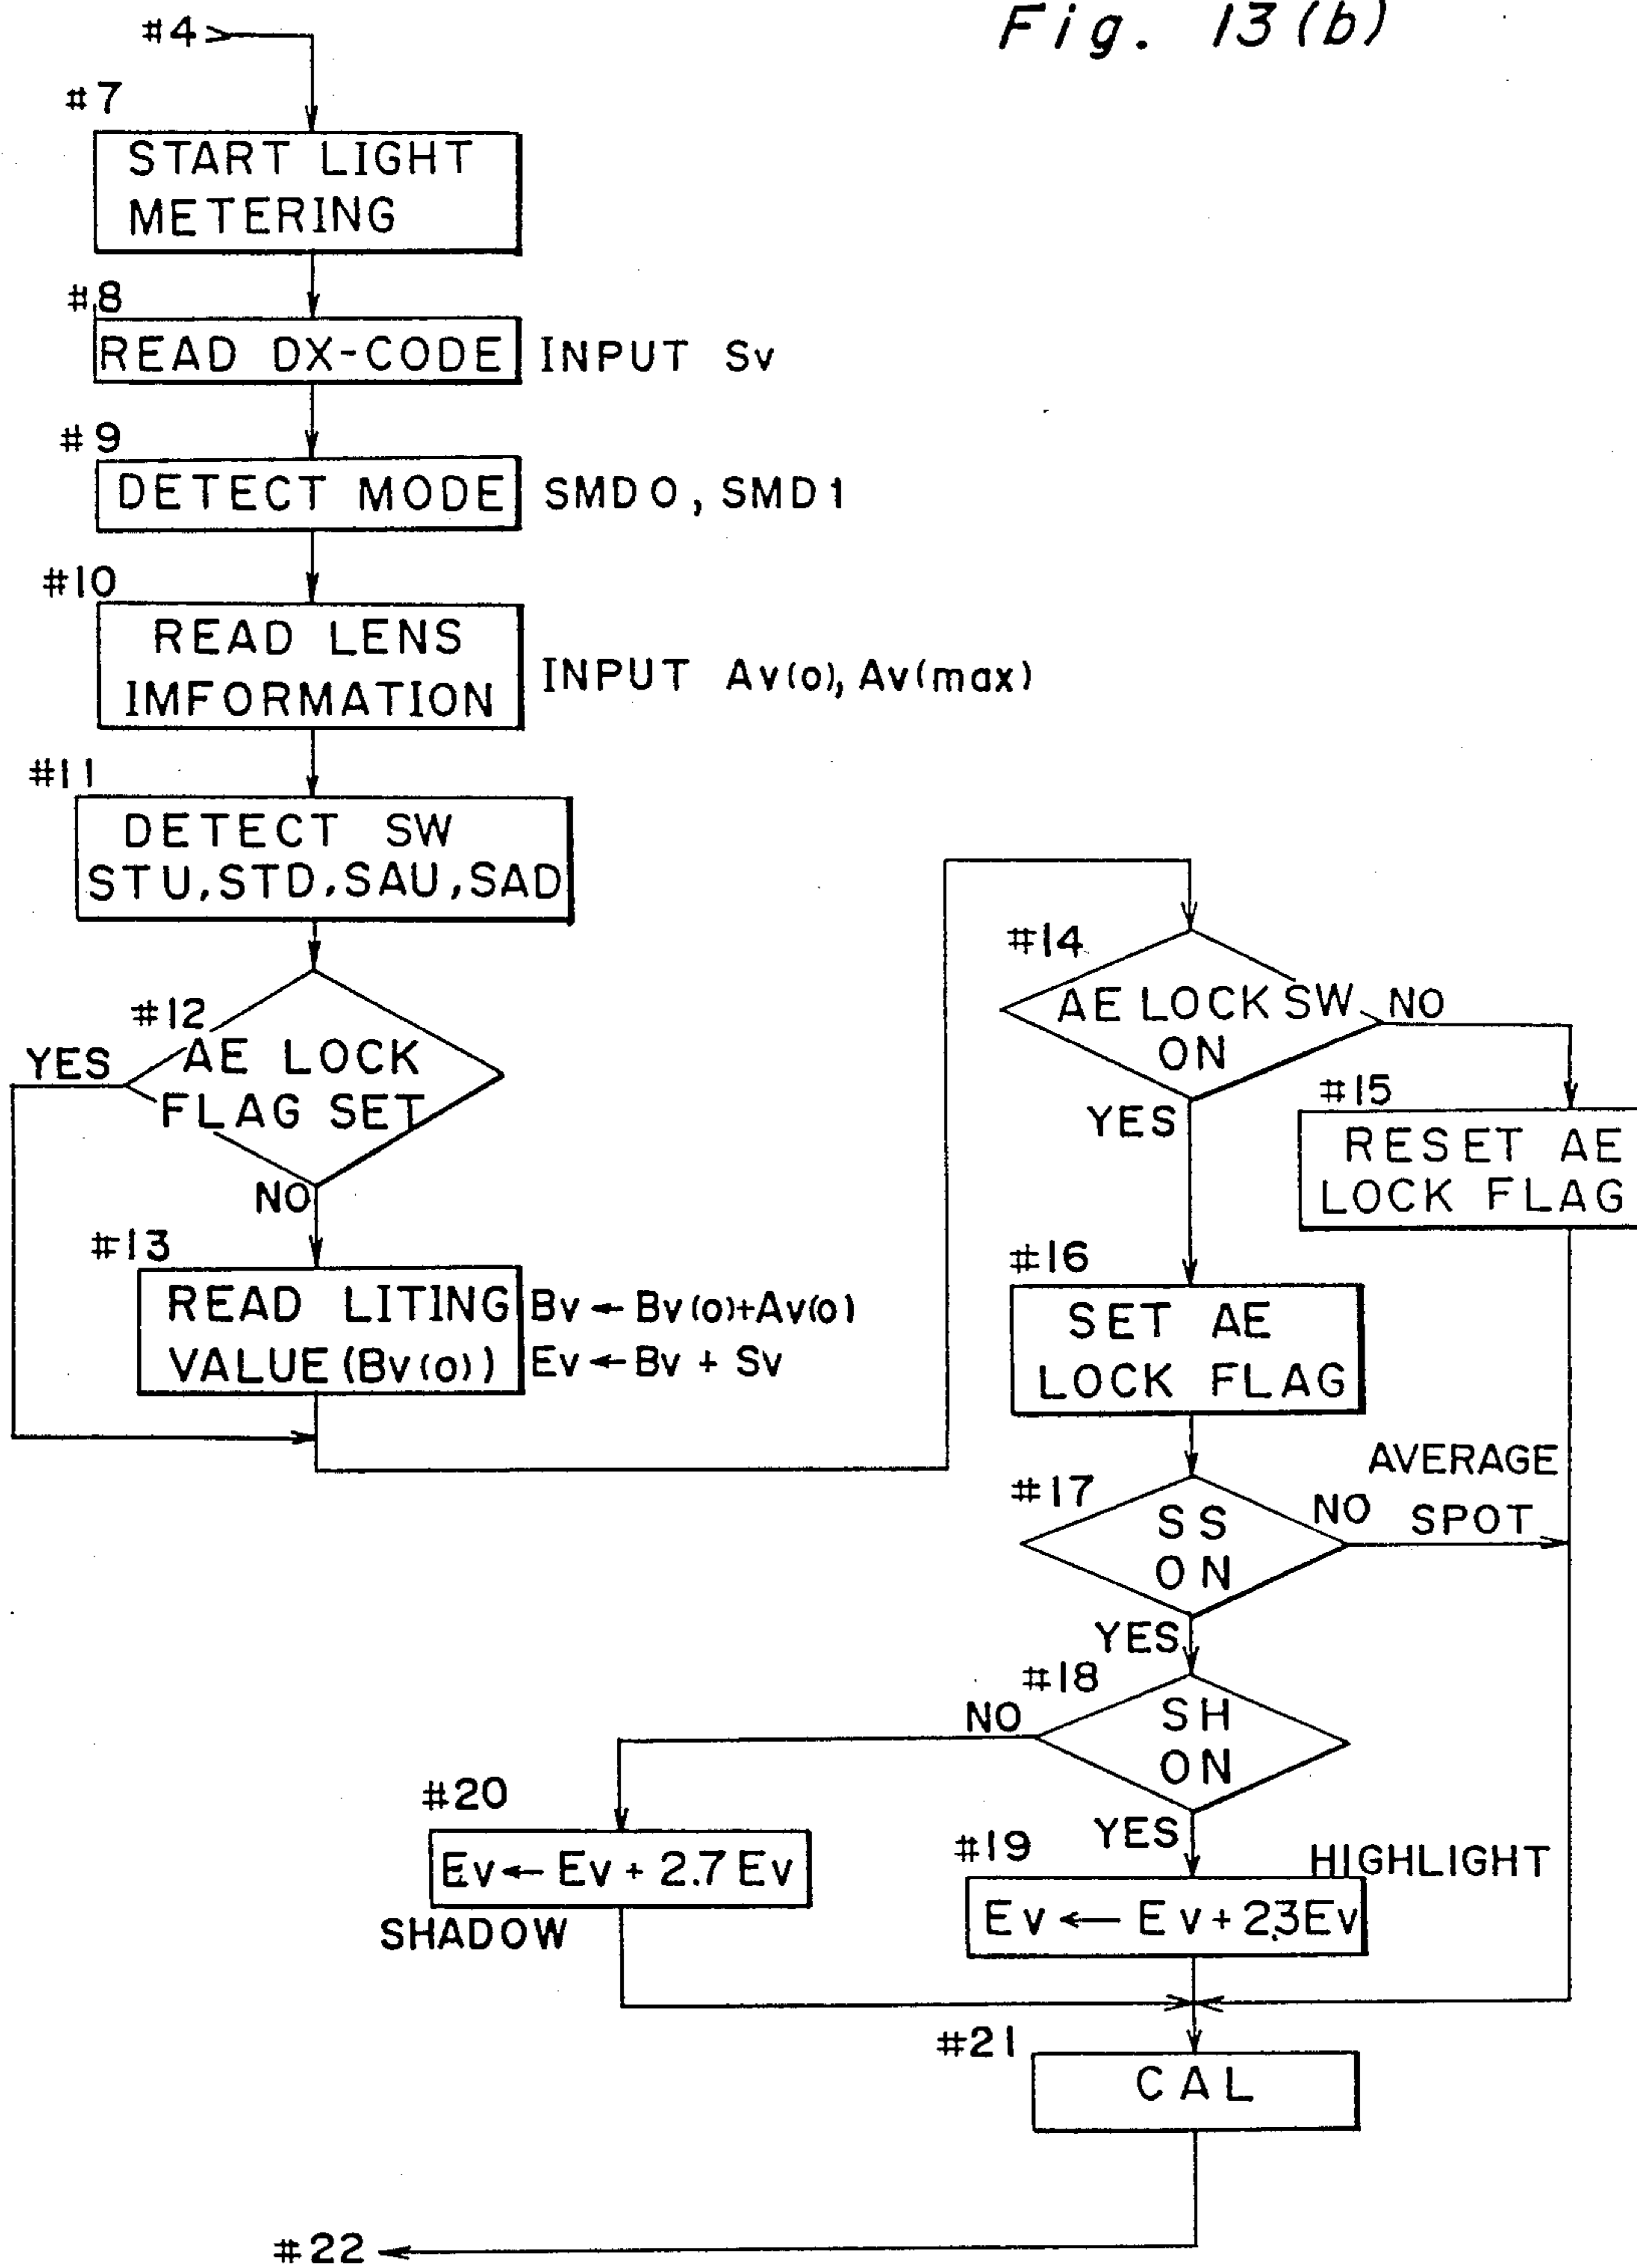 Fig. 13(b)
#4
#7
START LIGHT
METERING
#8
READ DX-CODE INPUT Sv
#9
DETECT MODE SMD0, SMD1
#10
READ LENS
IMFORMATION
INPUT Av(o), Av(max)
#11
DETECT SW
STU, STD, SAU, SAD
#12
AE LOCK
FLAG SET
YES
NO
#13
READ LITING
VALUE (Bv(o))
Bv ← Bv(o)+Av(o)
Ev ← Bv + Sv
#14
AE LOCK SW
ON
NO
YES
#15
RESET AE
LOCK FLAG
#16
SET AE
LOCK FLAG
#17
SS
ON
NO
AVERAGE
SPOT
YES
#18
SH
ON
NO
YES
#20
Ev ← Ev + 2.7 Ev
SHADOW
#19
HIGHLIGHT
Ev ← Ev + 2.3Ev
#21
CAL
#22